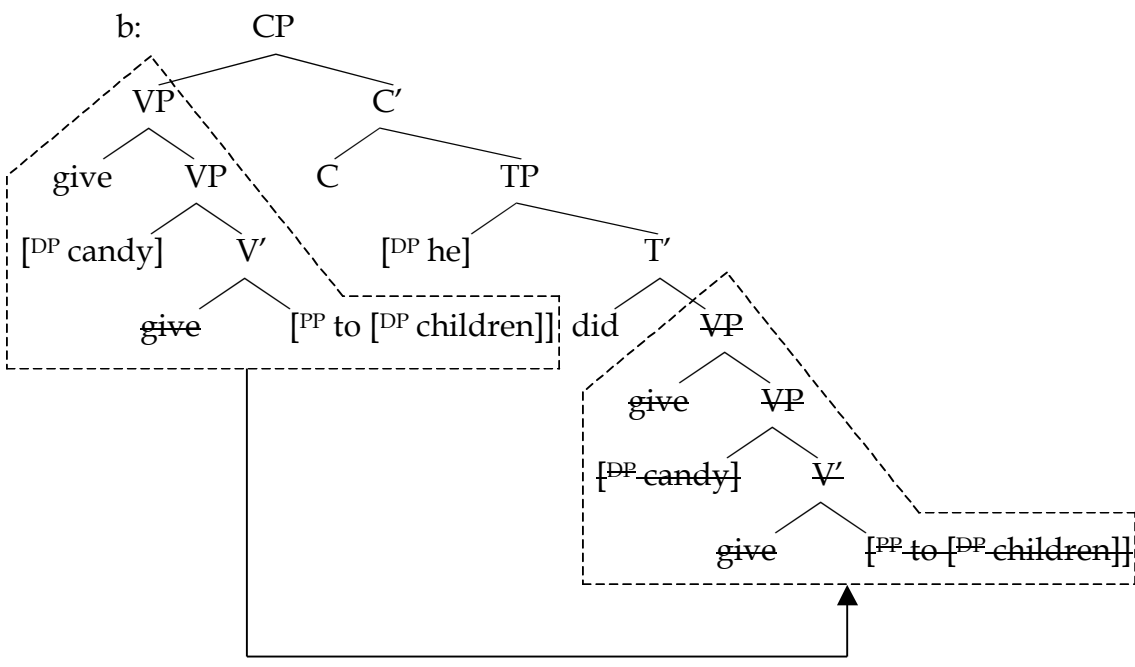 b: CP
VP C′
give VP C TP
[DP candy] V′ [DP he] T′
give [PP to [DP children]] did VP
give VP
[DP candy] V′
give [PP to [DP children]]